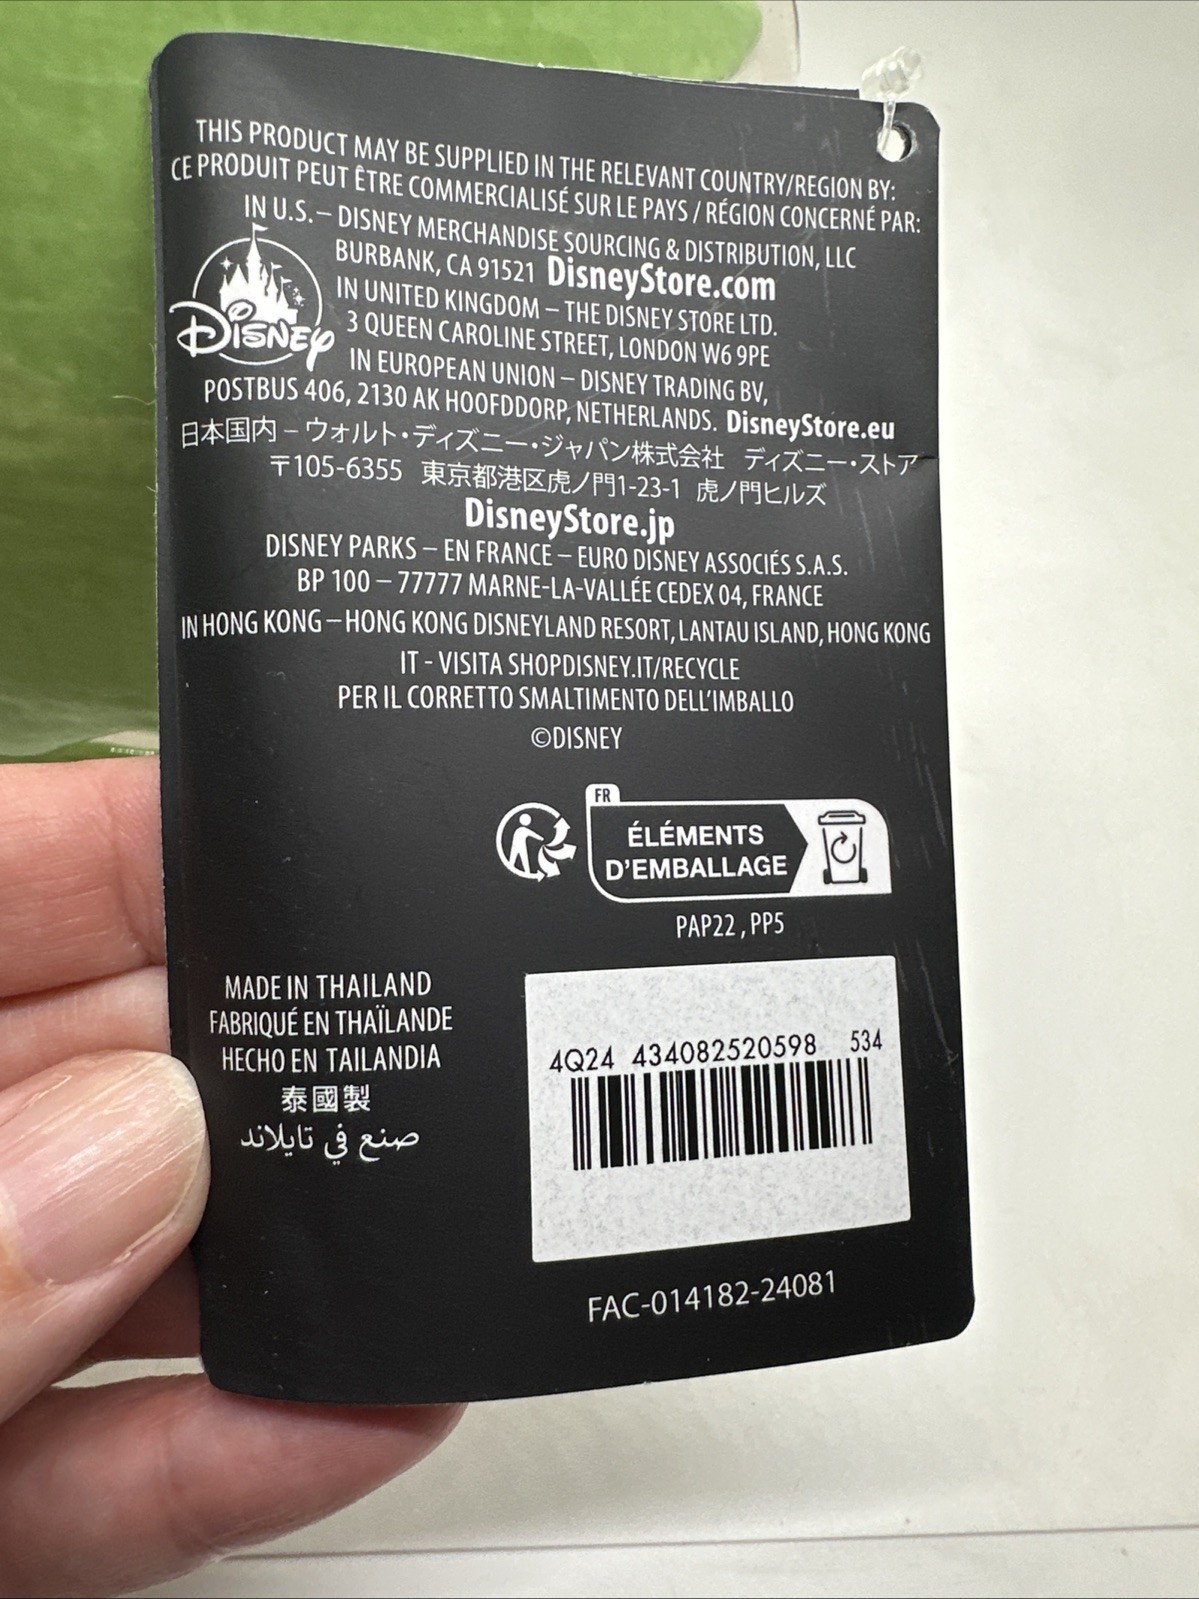 THIS PRODUCT MAY BE SUPPLIED IN THE RELEVANT COUNTRY/REGION BY:
CE PRODUIT PEUT ÊTRE COMMERCIALISÉ SUR LE PAYS / RÉGION CONCERNÉ PAR:
IN U.S.– DISNEY MERCHANDISE SOURCING & DISTRIBUTION, LLC
BURBANK, CA 91521 DisneyStore.com
DISNEY
IN UNITED KINGDOM – THE DISNEY STORE LTD.
3 QUEEN CAROLINE STREET, LONDON W6 9PE
IN EUROPEAN UNION – DISNEY TRADING BV,
POSTBUS 406, 2130 AK HOOFDDORP, NETHERLANDS. DisneyStore.eu
日本国内 – ウォルト・ディズニー・ジャパン株式会社 ディズニー・ストア
〒105-6355 東京都港区虎ノ門1-23-1 虎ノ門ヒルズ
DisneyStore.jp
DISNEY PARKS – EN FRANCE – EURO DISNEY ASSOCIÉS S.A.S.
BP 100 – 77777 MARNE-LA-VALLÉE CEDEX 04, FRANCE
IN HONG KONG – HONG KONG DISNEYLAND RESORT, LANTAU ISLAND, HONG KONG
IT - VISITA SHOPDISNEY.IT/RECYCLE
PER IL CORRETTO SMALTIMENTO DELL'IMBALLO
©DISNEY
FR
ÉLÉMENTS
D'EMBALLAGE
PAP22 , PP5
MADE IN THAILAND
FABRIQUÉ EN THAÏLANDE
HECHO EN TAILANDIA
泰國製
صنع في تايلاند
4Q24 434082520598 534
FAC-014182-24081